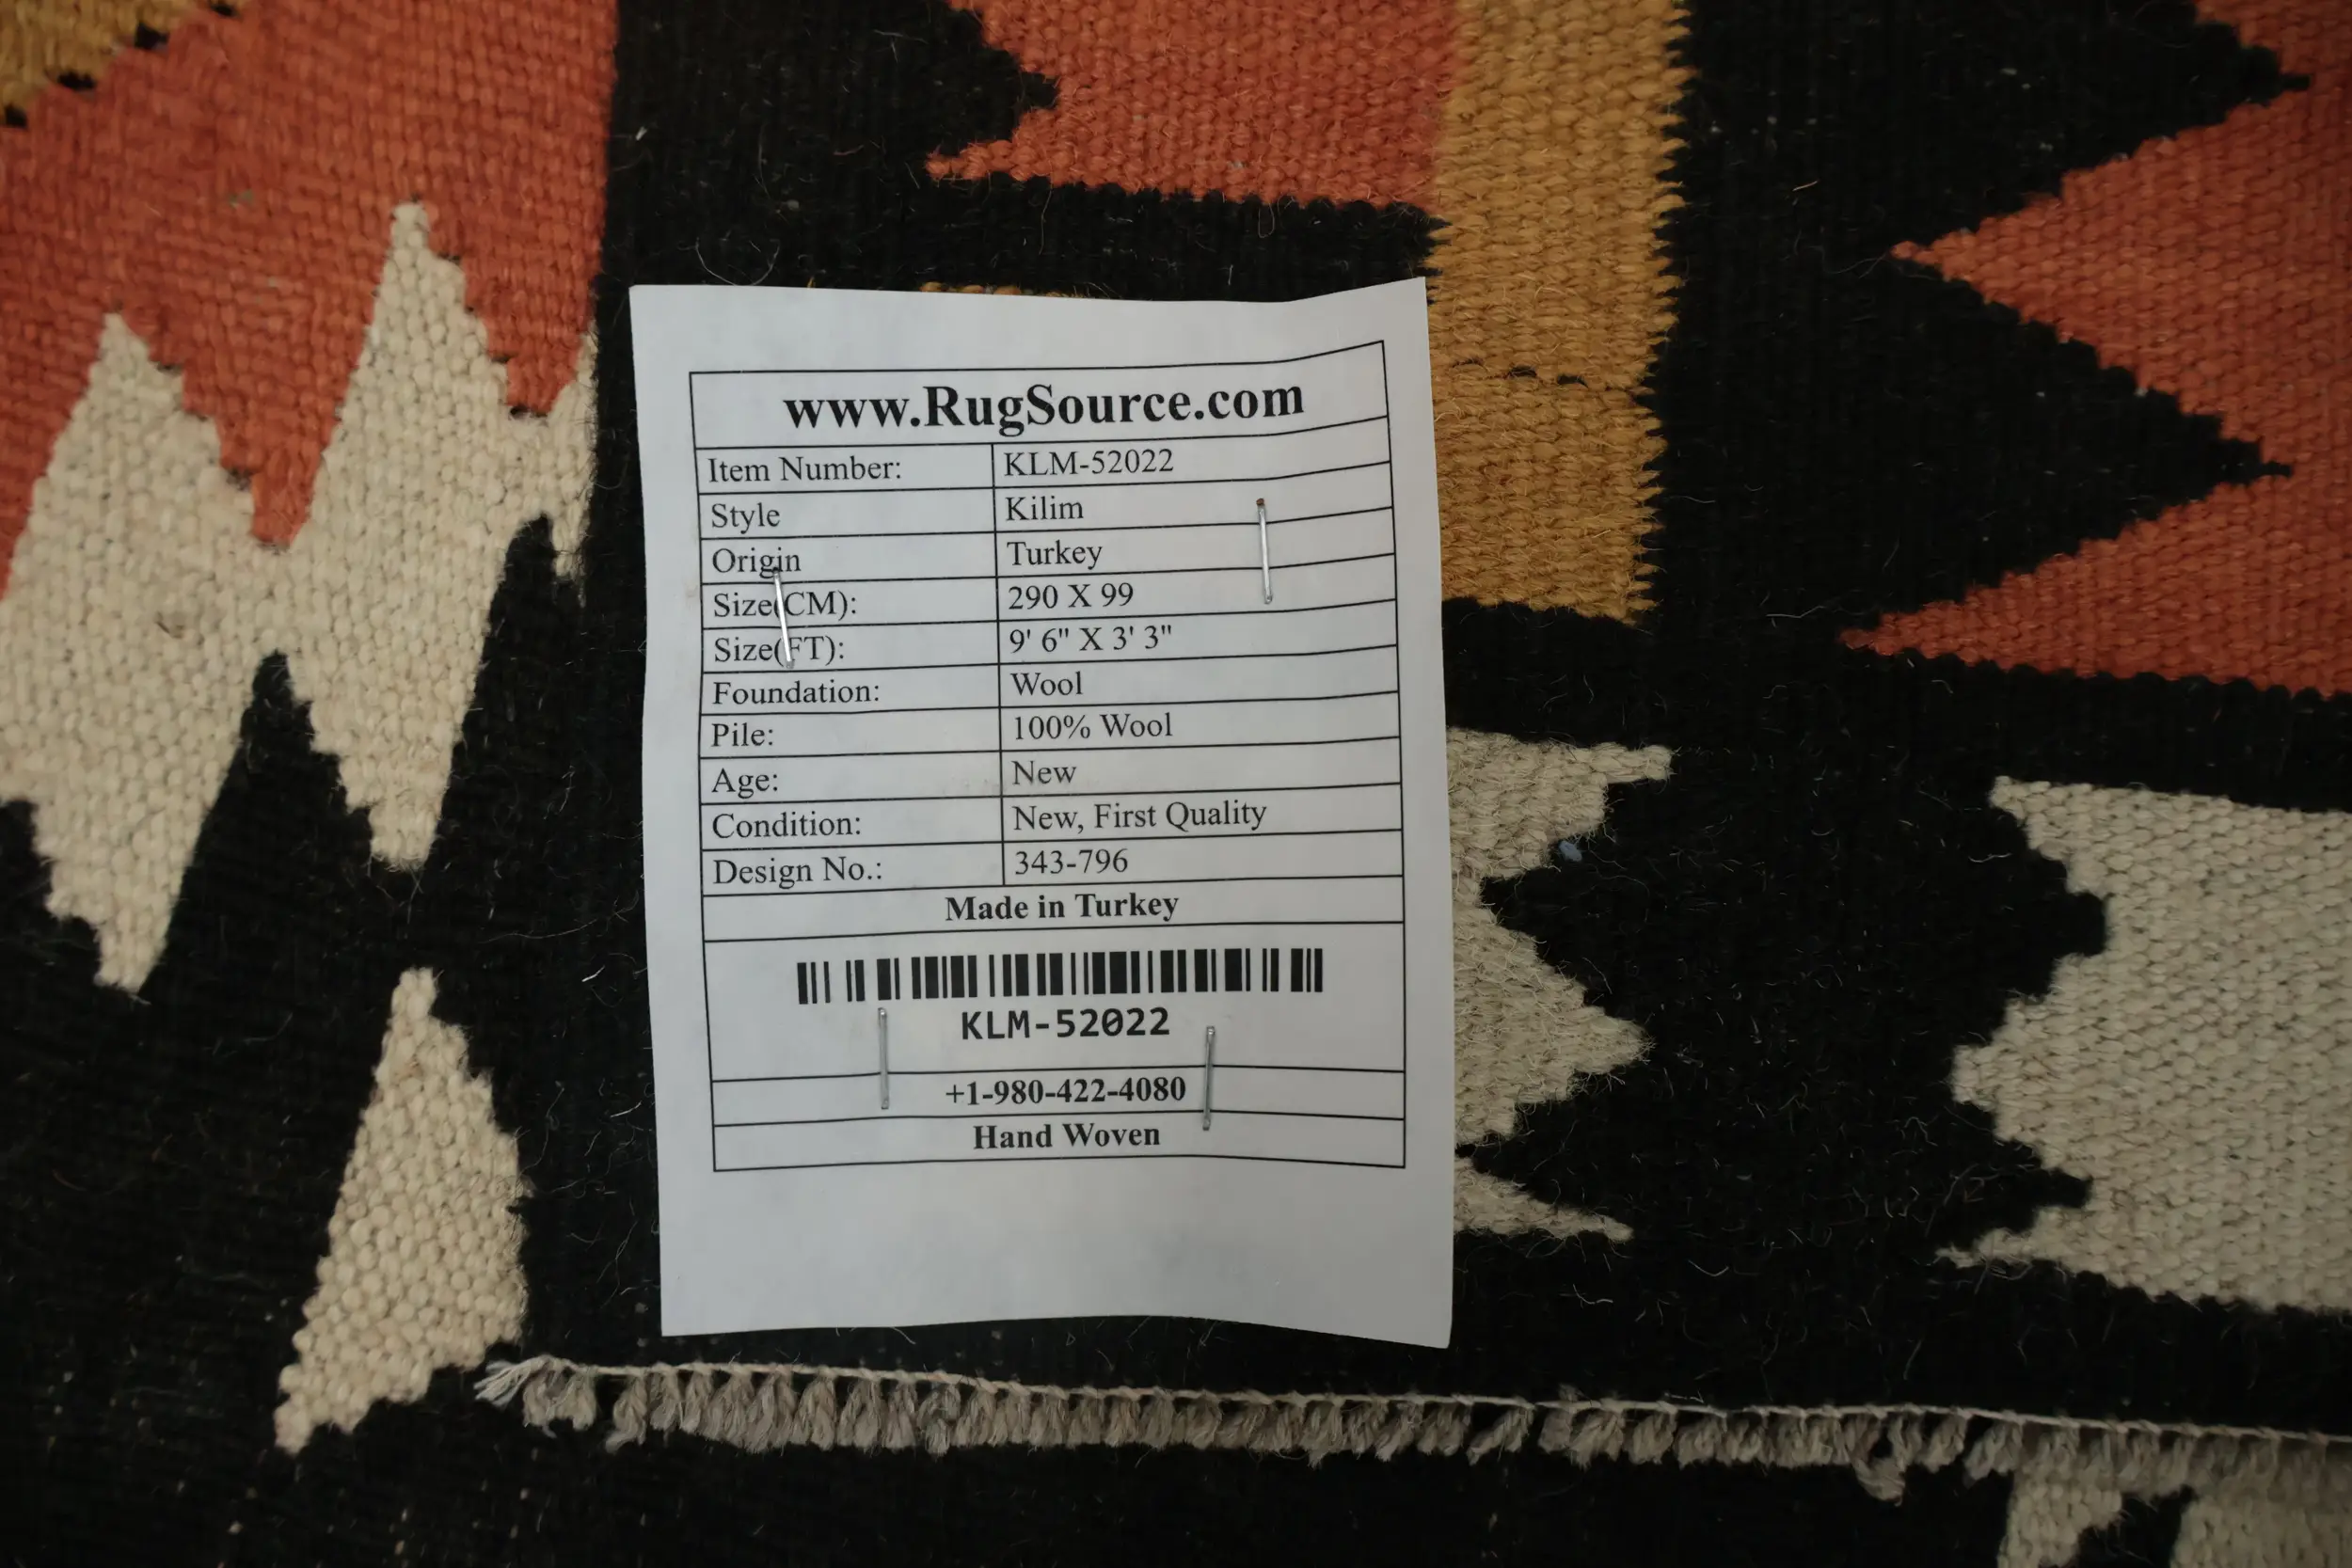 www.RugSource.com
Item Number: KLM-52022
Style Kilim
Origin Turkey
Size(CM): 290 X 99
Size(FT): 9' 6" X 3' 3"
Foundation: Wool
Pile: 100% Wool
Age: New
Condition: New, First Quality
Design No.: 343-796
Made in Turkey
KLM-52022
+1-980-422-4080
Hand Woven